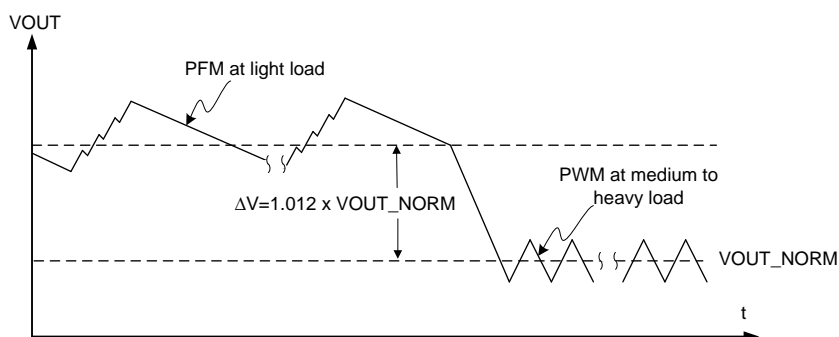 VOUT
PFM at light load
ΔV=1.012 x VOUT_NORM
PWM at medium to
heavy load
VOUT_NORM
t